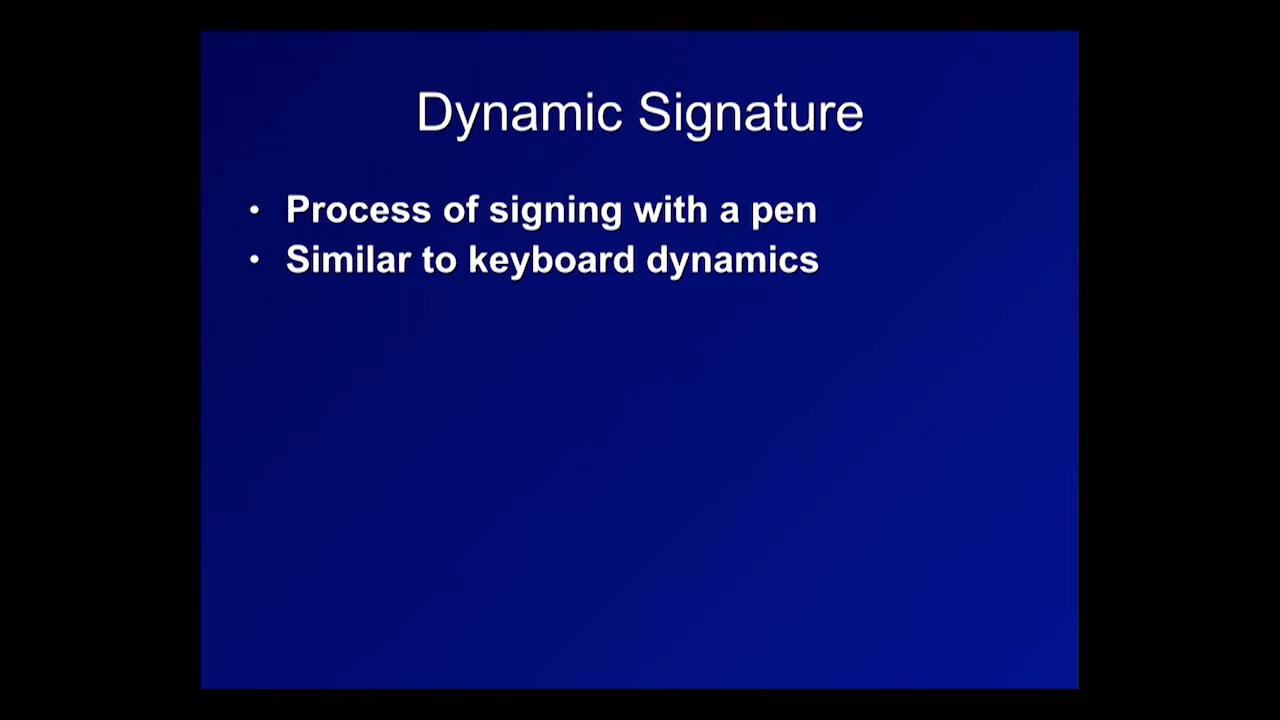 Dynamic Signature
• Process of signing with a pen
• Similar to keyboard dynamics